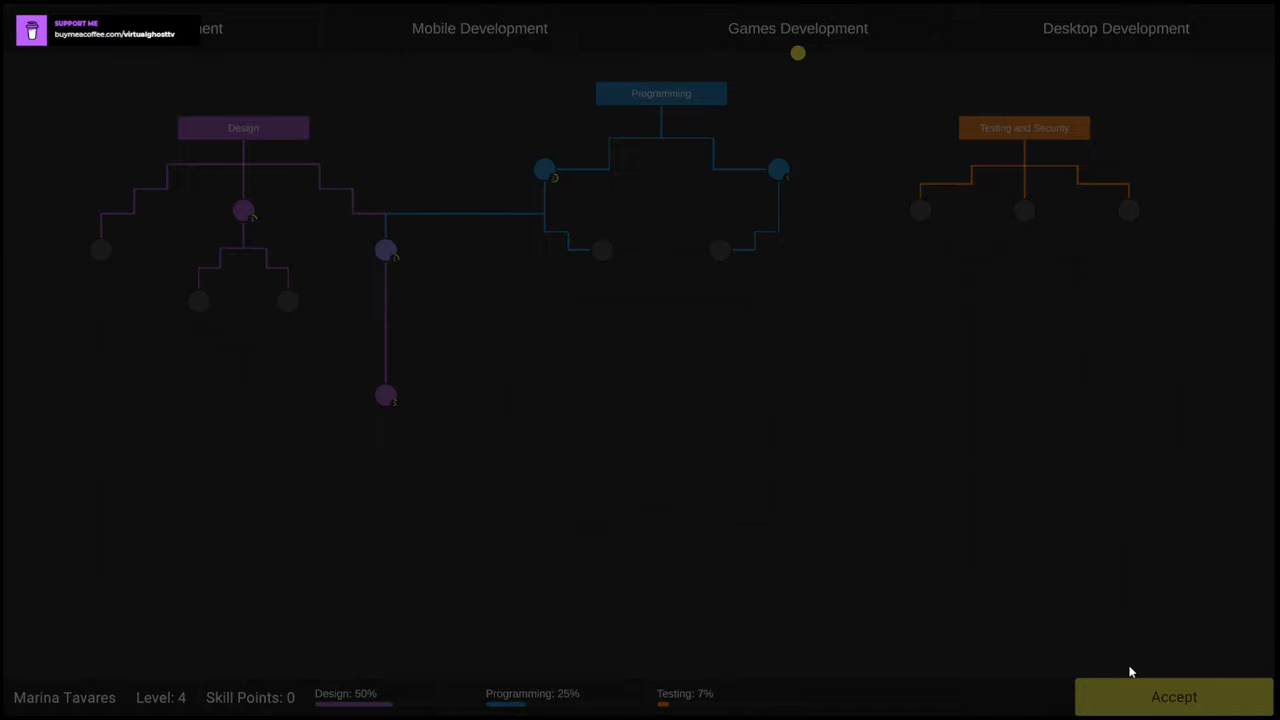 SUPPORT ME
buymeacoffee.com/virtualghosttv
ment
Mobile Development
Games Development
Desktop Development
Programming
Design
Testing and Security
Marina Tavares
Level: 4
Skill Points: 0
Design: 50%
Programming: 25%
Testing: 7%
Accept